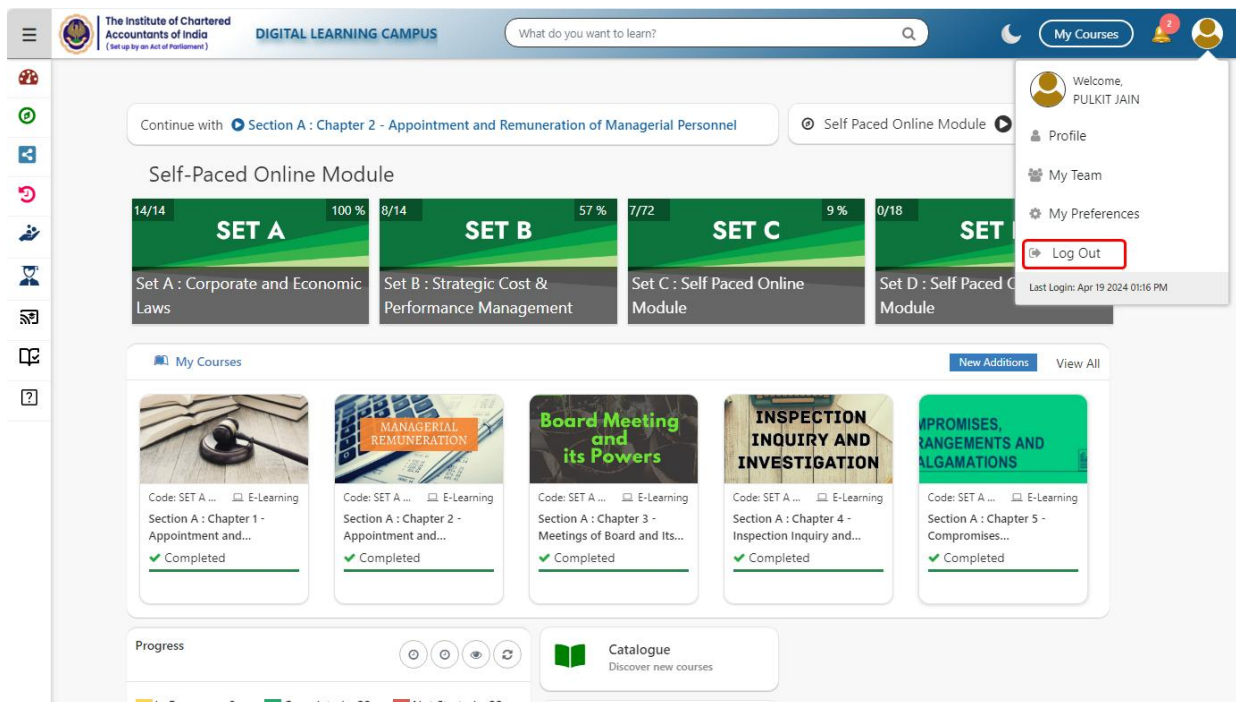 The Institute of Chartered
Accountants of India
(Set up by an Act of Parliament)
DIGITAL LEARNING CAMPUS
What do you want to learn?
My Courses
2
Welcome,
PULKIT JAIN
Profile
My Team
My Preferences
Log Out
Last Login: Apr 19 2024 01:16 PM
Continue with Section A : Chapter 2 - Appointment and Remuneration of Managerial Personnel
Self Paced Online Module
Self-Paced Online Module
14/14 100 %
SET A
Set A : Corporate and Economic
Laws
8/14 57 %
SET B
Set B : Strategic Cost &
Performance Management
7/72 9 %
SET C
Set C : Self Paced Online
Module
0/18
SET
Set D : Self Paced
Module
My Courses
New Additions
View All
Code: SET A ... E-Learning
Section A : Chapter 1 -
Appointment and...
Completed
MANAGERIAL
REMUNERATION
Code: SET A ... E-Learning
Section A : Chapter 2 -
Appointment and...
Completed
Board Meeting
and
its Powers
Code: SET A ... E-Learning
Section A : Chapter 3 -
Meetings of Board and Its...
Completed
INSPECTION
INQUIRY AND
INVESTIGATION
Code: SET A ... E-Learning
Section A : Chapter 4 -
Inspection Inquiry and...
Completed
MPROMISES,
RANGEMENTS AND
ALGAMATIONS
Code: SET A ... E-Learning
Section A : Chapter 5 -
Compromises...
Completed
Progress
Catalogue
Discover new courses